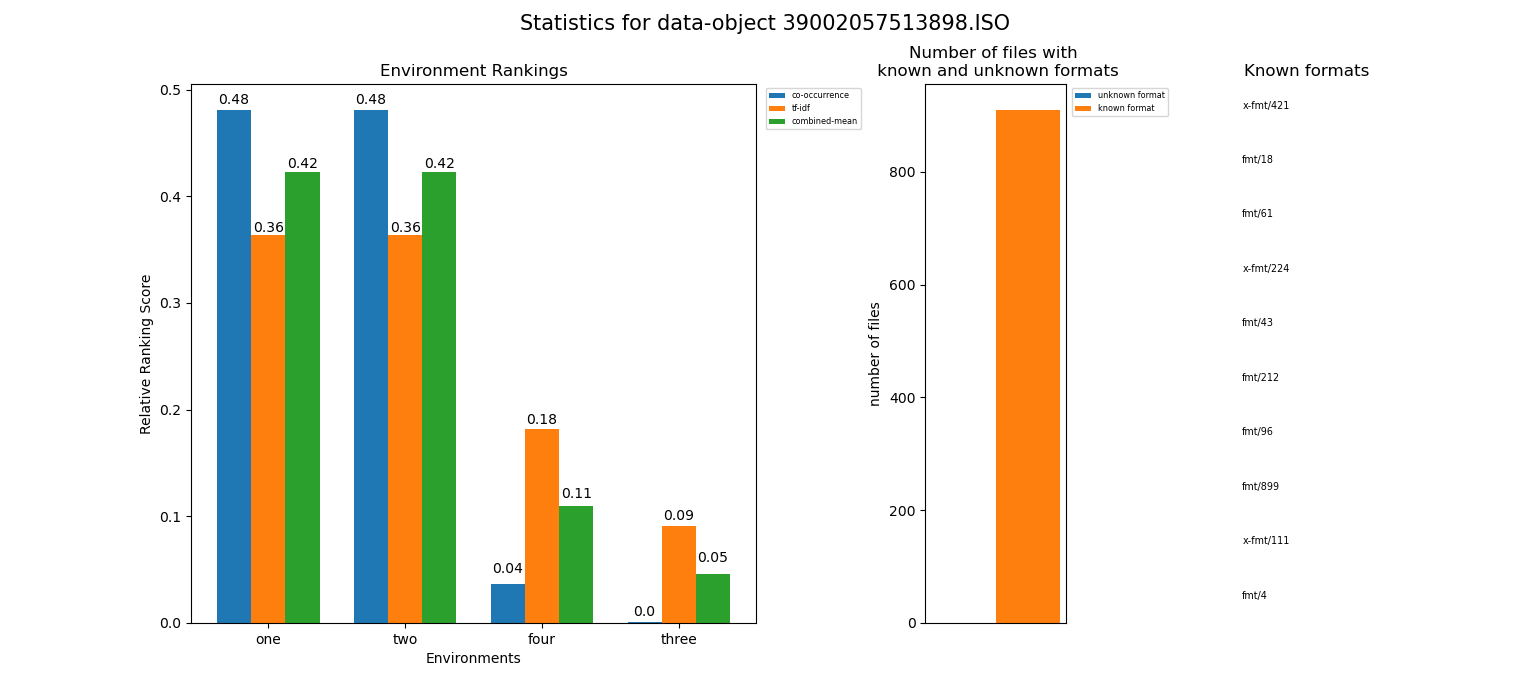 Statistics for data-object 39002057513898.ISO
Environment Rankings
0.5
0.4
0.3
0.2
0.1
0.0
Relative Ranking Score
0.48
0.36
0.42
0.48
0.36
0.42
0.04
0.18
0.11
0.0
0.09
0.05
one
two
four
three
Environments
co-occurrence
tf-idf
combined-mean
Number of files with
known and unknown formats
800
600
400
200
0
number of files
unknown format
known format
Known formats
x-fmt/421
fmt/18
fmt/61
x-fmt/224
fmt/43
fmt/212
fmt/96
fmt/899
x-fmt/111
fmt/4